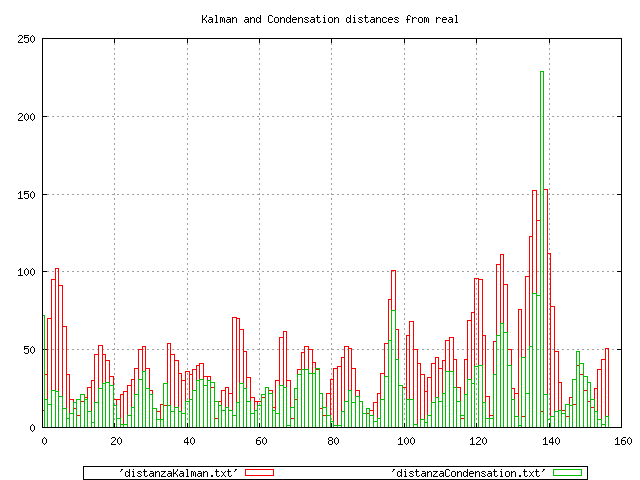 Kalman and Condensation distances from real
250
200
150
100
50
0
0 20 40 60 80 100 120 140 160
'distanzaKalman.txt' 'distanzaCondensation.txt'